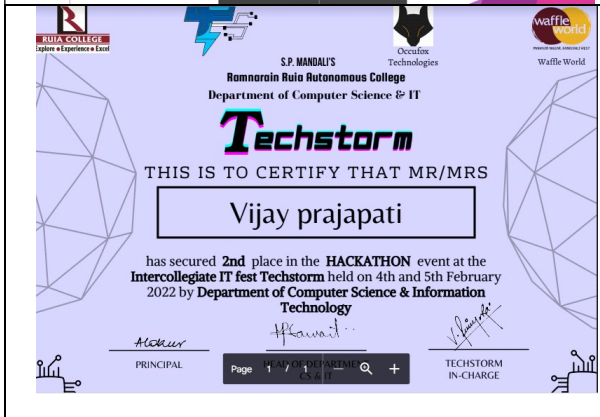 RUIA COLLEGE
Explore ● Experience ● Excel
Occufox
Technologies
waffle
world
Waffle World
S.P. MANDALI'S
Ramnarain Ruia Autonomous College
Department of Computer Science & IT
Techstorm
THIS IS TO CERTIFY THAT MR/MRS
Vijay prajapati
has secured 2nd place in the HACKATHON event at the
Intercollegiate IT fest Techstorm held on 4th and 5th February
2022 by Department of Computer Science & Information
Technology
PRINCIPAL
HEAD OF DEPARTMENT
CS & IT
TECHSTORM
IN-CHARGE
Page 1 / 1